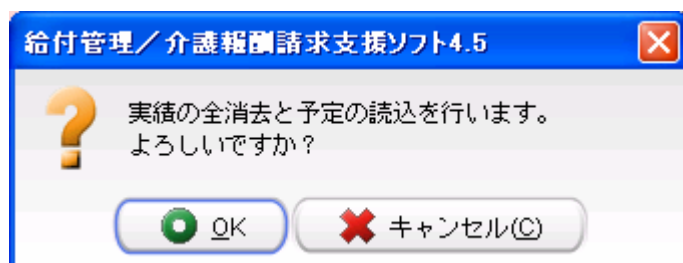 給付管理／介護報酬請求支援ソフト4.5
実績の全消去と予定の読込を行います。
よろしいですか？
OK
キャンセル(C)